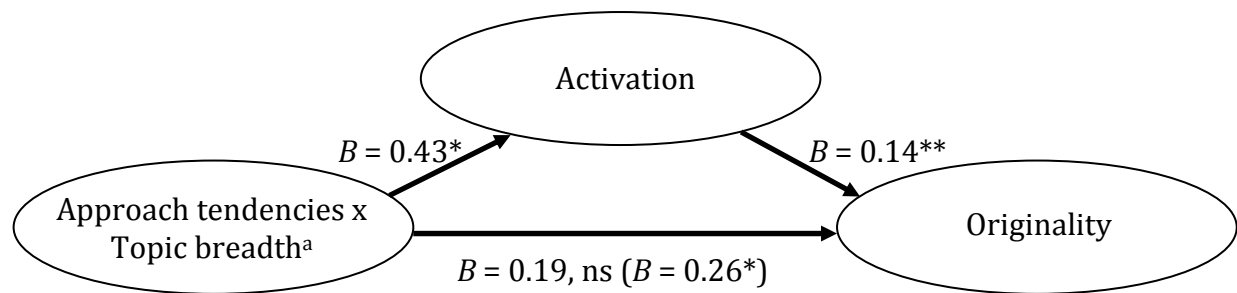 Activation
B = 0.43*
B = 0.14**
Approach tendencies x
Topic breadthᵃ
Originality
B = 0.19, ns (B = 0.26*)